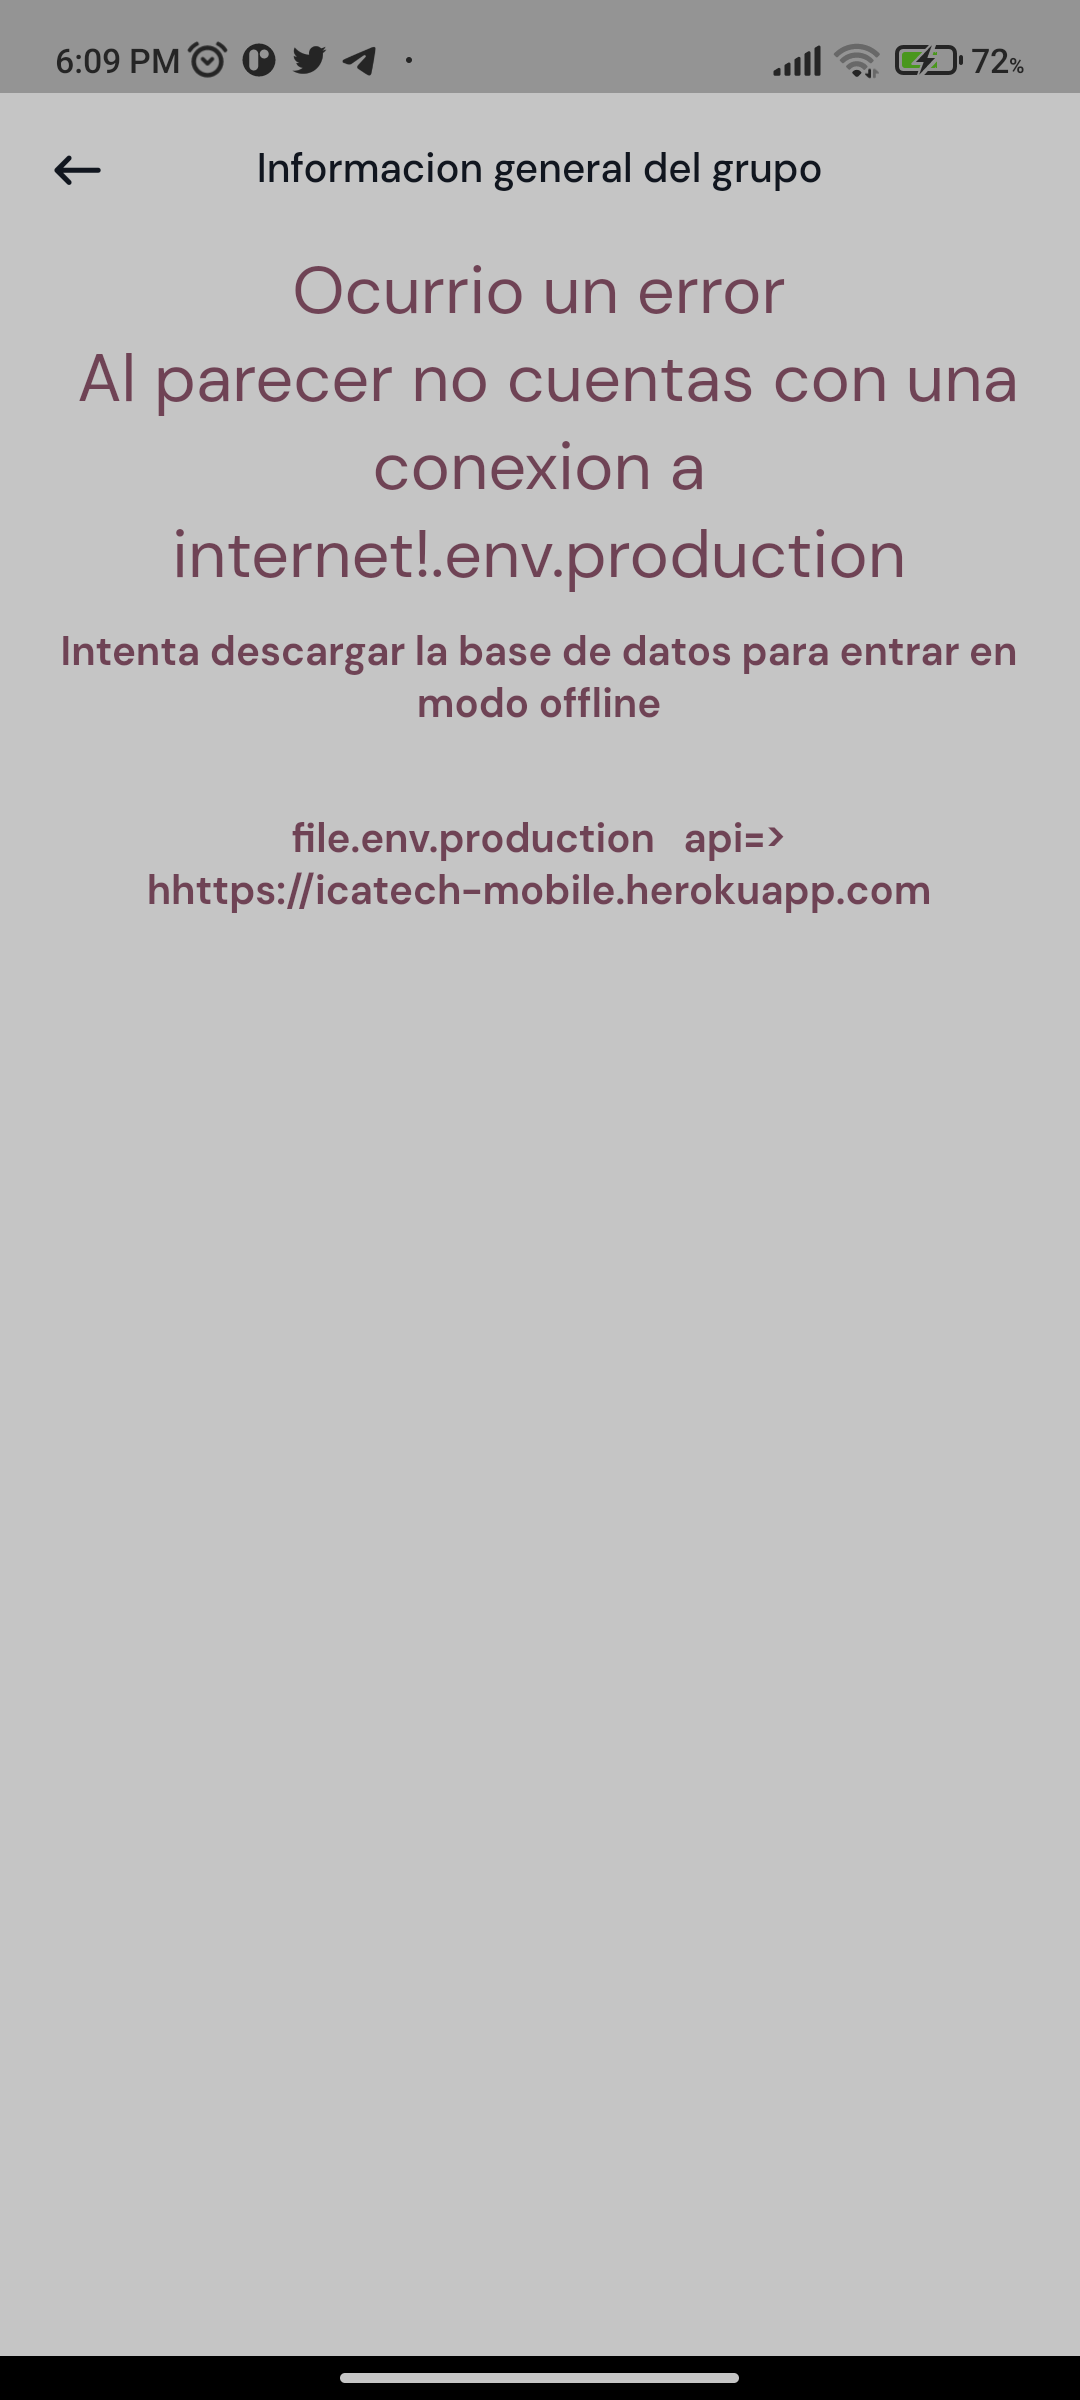 6:09 PM 72%
Informacion general del grupo
Ocurrio un error
Al parecer no cuentas con una
conexion a
internet!.env.production
Intenta descargar la base de datos para entrar en
modo offline
file.env.production api=>
hhttps://icatech-mobile.herokuapp.com